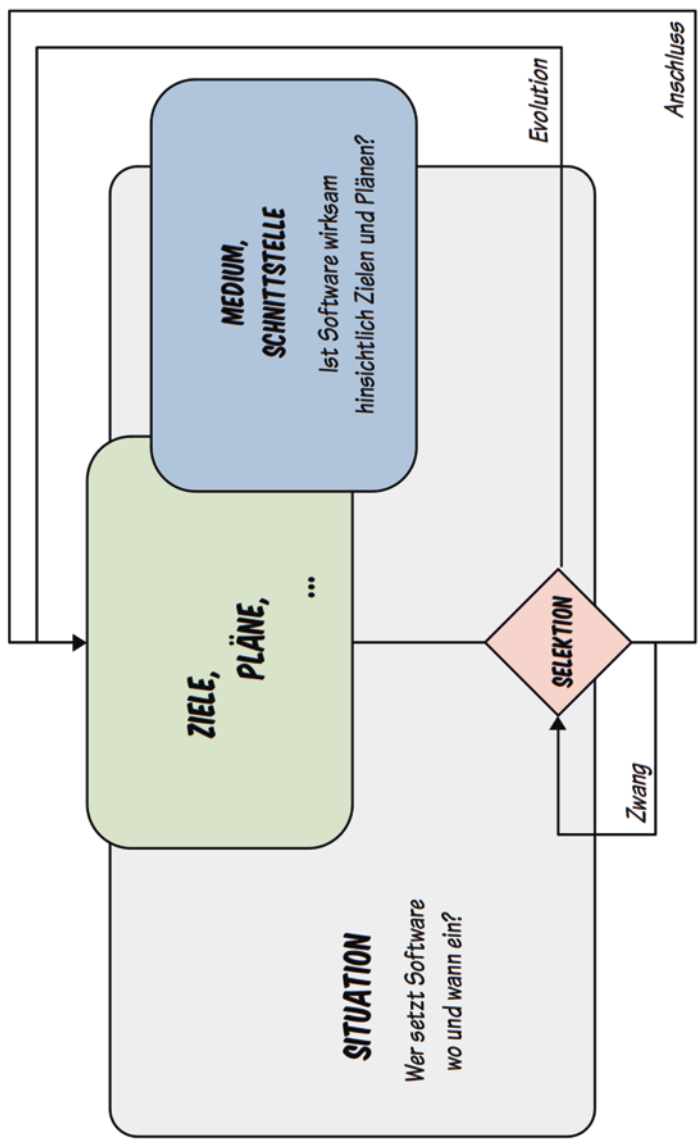 SITUATION
Wer setzt Software
wo und wann ein?
ZIELE,
PLÄNE,
...
MEDIUM,
SCHNITTSTELLE
Ist Software wirksam
hinsichtlich Zielen und Plänen?
SELEKTION
Evolution
Zwang
Anschluss